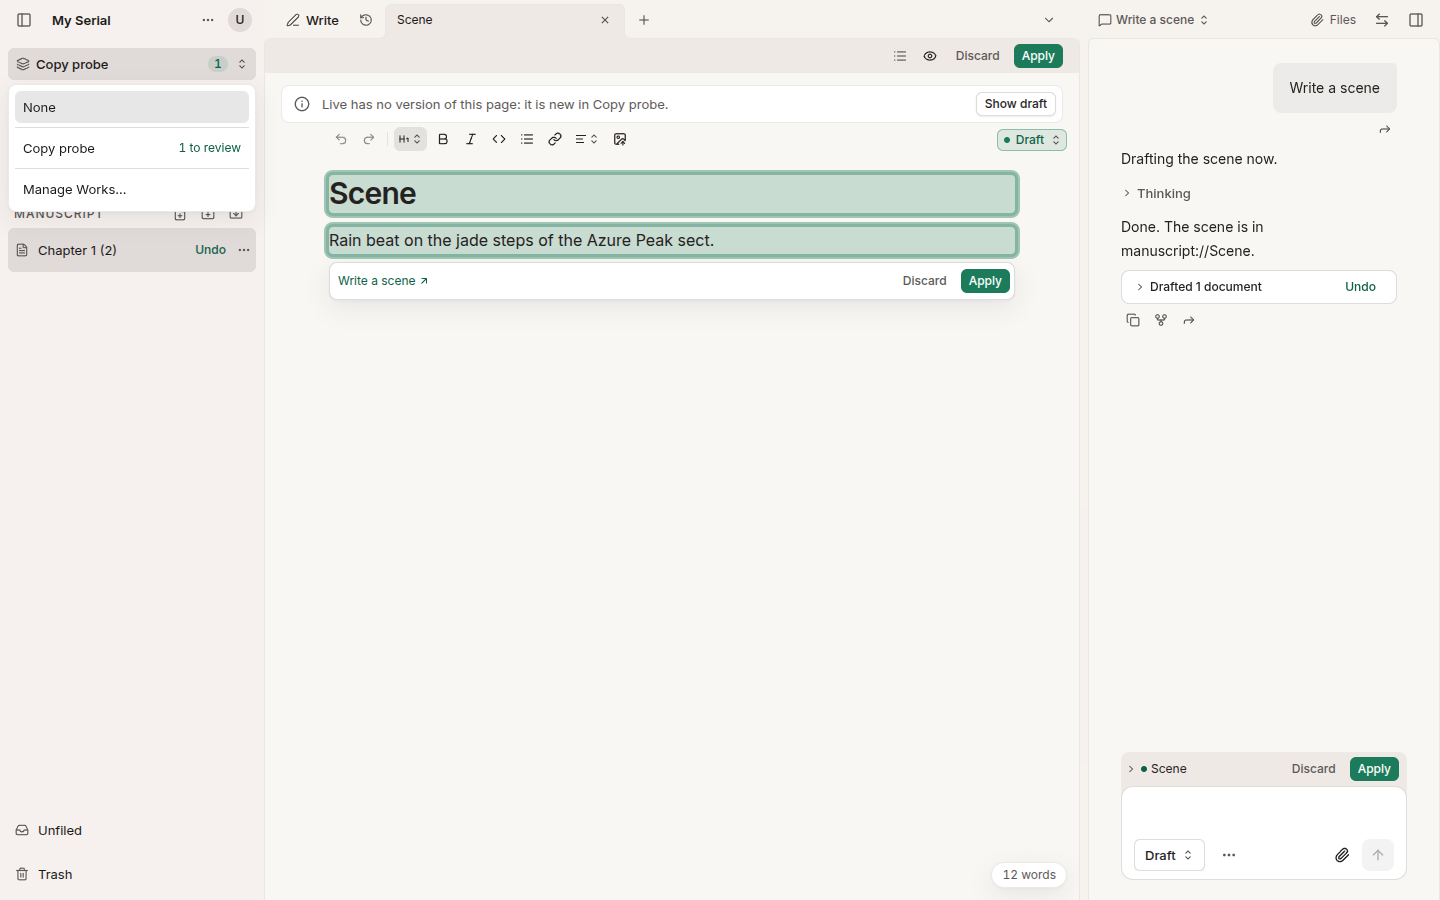 My Serial
U
Write
Scene
Write a scene
Files
Copy probe
1
None
Copy probe
1 to review
Manage Works...
MANUSCRIPT
Chapter 1 (2)
Undo
Unfiled
Trash
Discard
Apply
Live has no version of this page: it is new in Copy probe.
Show draft
H1
Draft
Scene
Rain beat on the jade steps of the Azure Peak sect.
Write a scene
Discard
Apply
12 words
Write a scene
Drafting the scene now.
Thinking
Done. The scene is in
manuscript://Scene.
Drafted 1 document
Undo
Scene
Discard
Apply
Draft